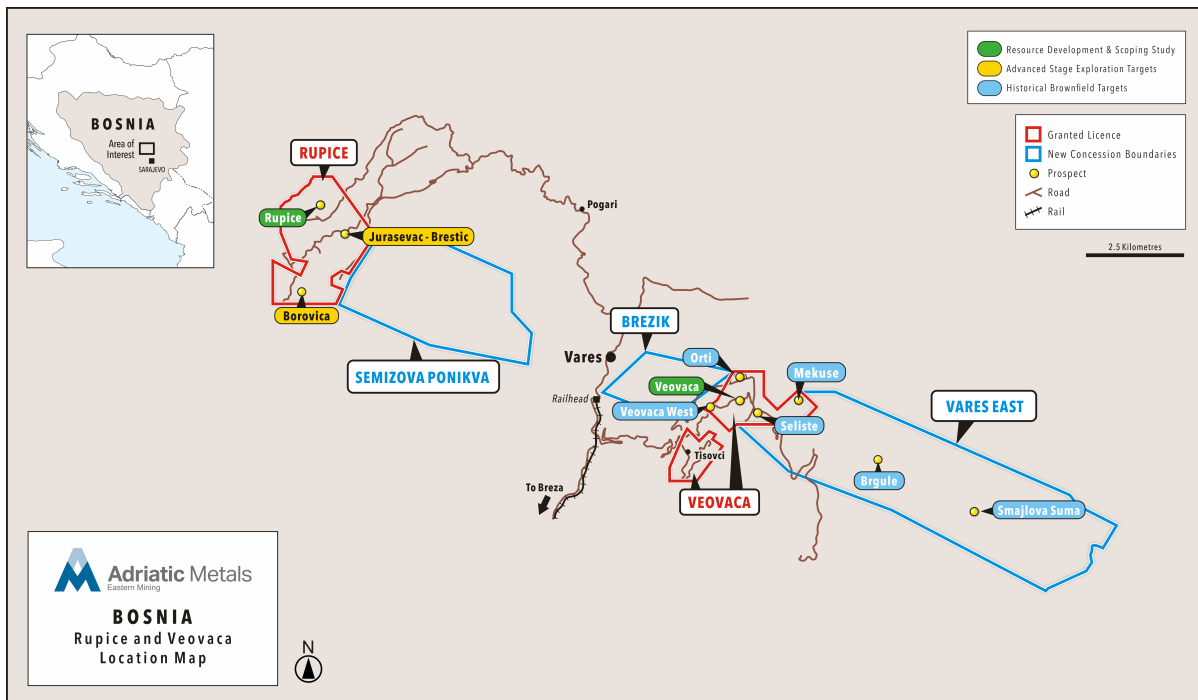 BOSNIA
Area of
Interest
SARAJEVO
Resource Development & Scoping Study
Advanced Stage Exploration Targets
Historical Brownfield Targets
Granted Licence
New Concession Boundaries
Prospect
Road
Rail
2.5 Kilometres
RUPICE
Rupice
Jurasevac - Brestic
Borovica
SEMIZOVA PONIKVA
Pogari
BREZIK
Vares
Orti
Mekuse
Veovaca
Railhead
Veovaca West
Seliste
VARES EAST
Tisovci
To Breza
VEOVACA
Brgule
Smajlova Suma
Adriatic Metals
Eastern Mining
BOSNIA
Rupice and Veovaca
Location Map
N